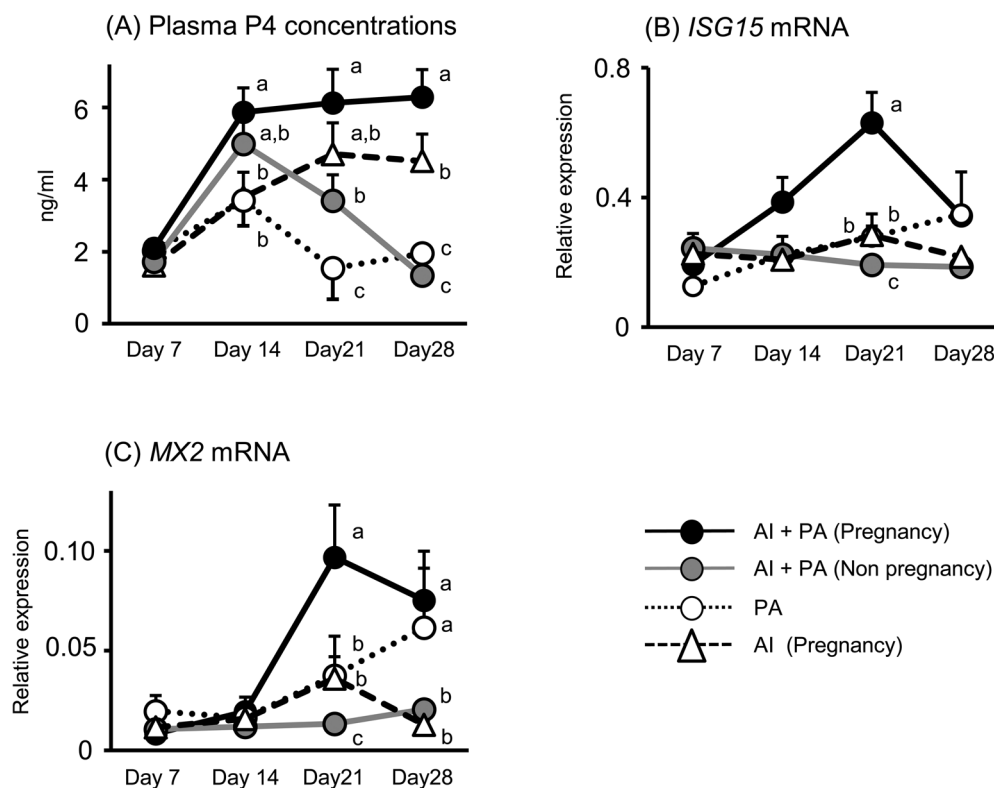 (A) Plasma P4 concentrations
ng/ml
6
4
2
0
a
a
a
a,b
a,b
b
b
b
b
c
c
c
Day 7 Day 14 Day21 Day28
(B) ISG15 mRNA
Relative expression
0.8
0.4
0
a
b
b
c
Day 7 Day 14 Day21 Day28
(C) MX2 mRNA
Relative expression
0.10
0.05
0
a
a
a
b
b
b
b
c
Day 7 Day 14 Day21 Day28
AI + PA (Pregnancy)
AI + PA (Non pregnancy)
PA
AI (Pregnancy)